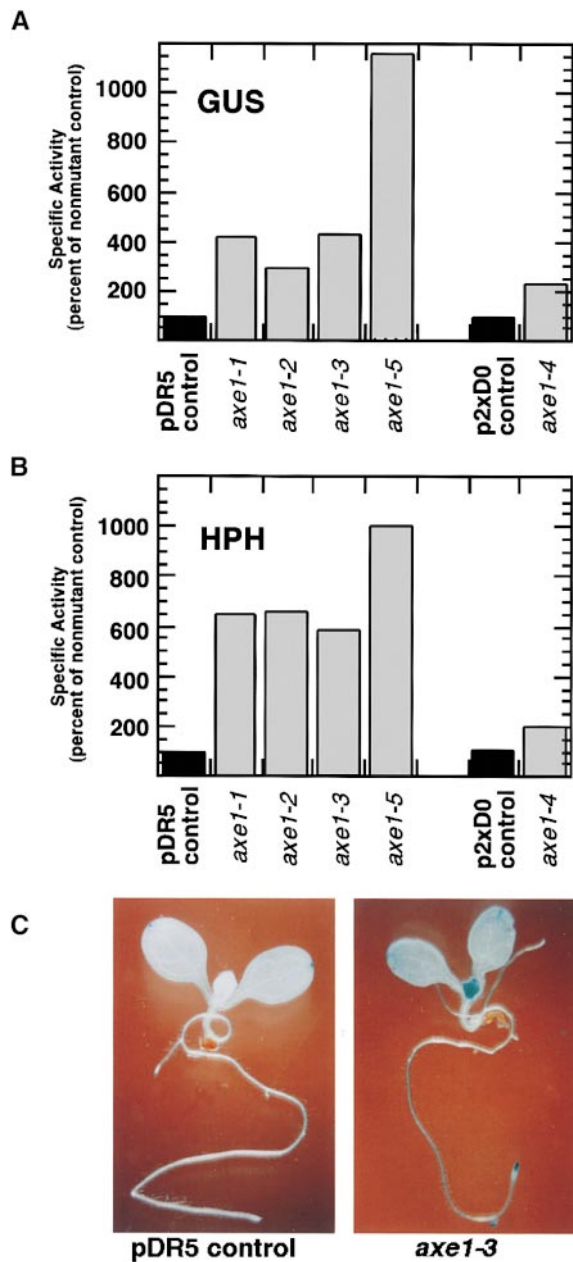 A
GUS
Specific Activity
(percent of nonmutant control)
1000
800
600
400
200
pDR5
control
axe1-1
axe1-2
axe1-3
axe1-5
p2xD0
control
axe1-4
B
HPH
Specific Activity
(percent of nonmutant control)
1000
800
600
400
200
pDR5
control
axe1-1
axe1-2
axe1-3
axe1-5
p2xD0
control
axe1-4
C
pDR5 control
axe1-3